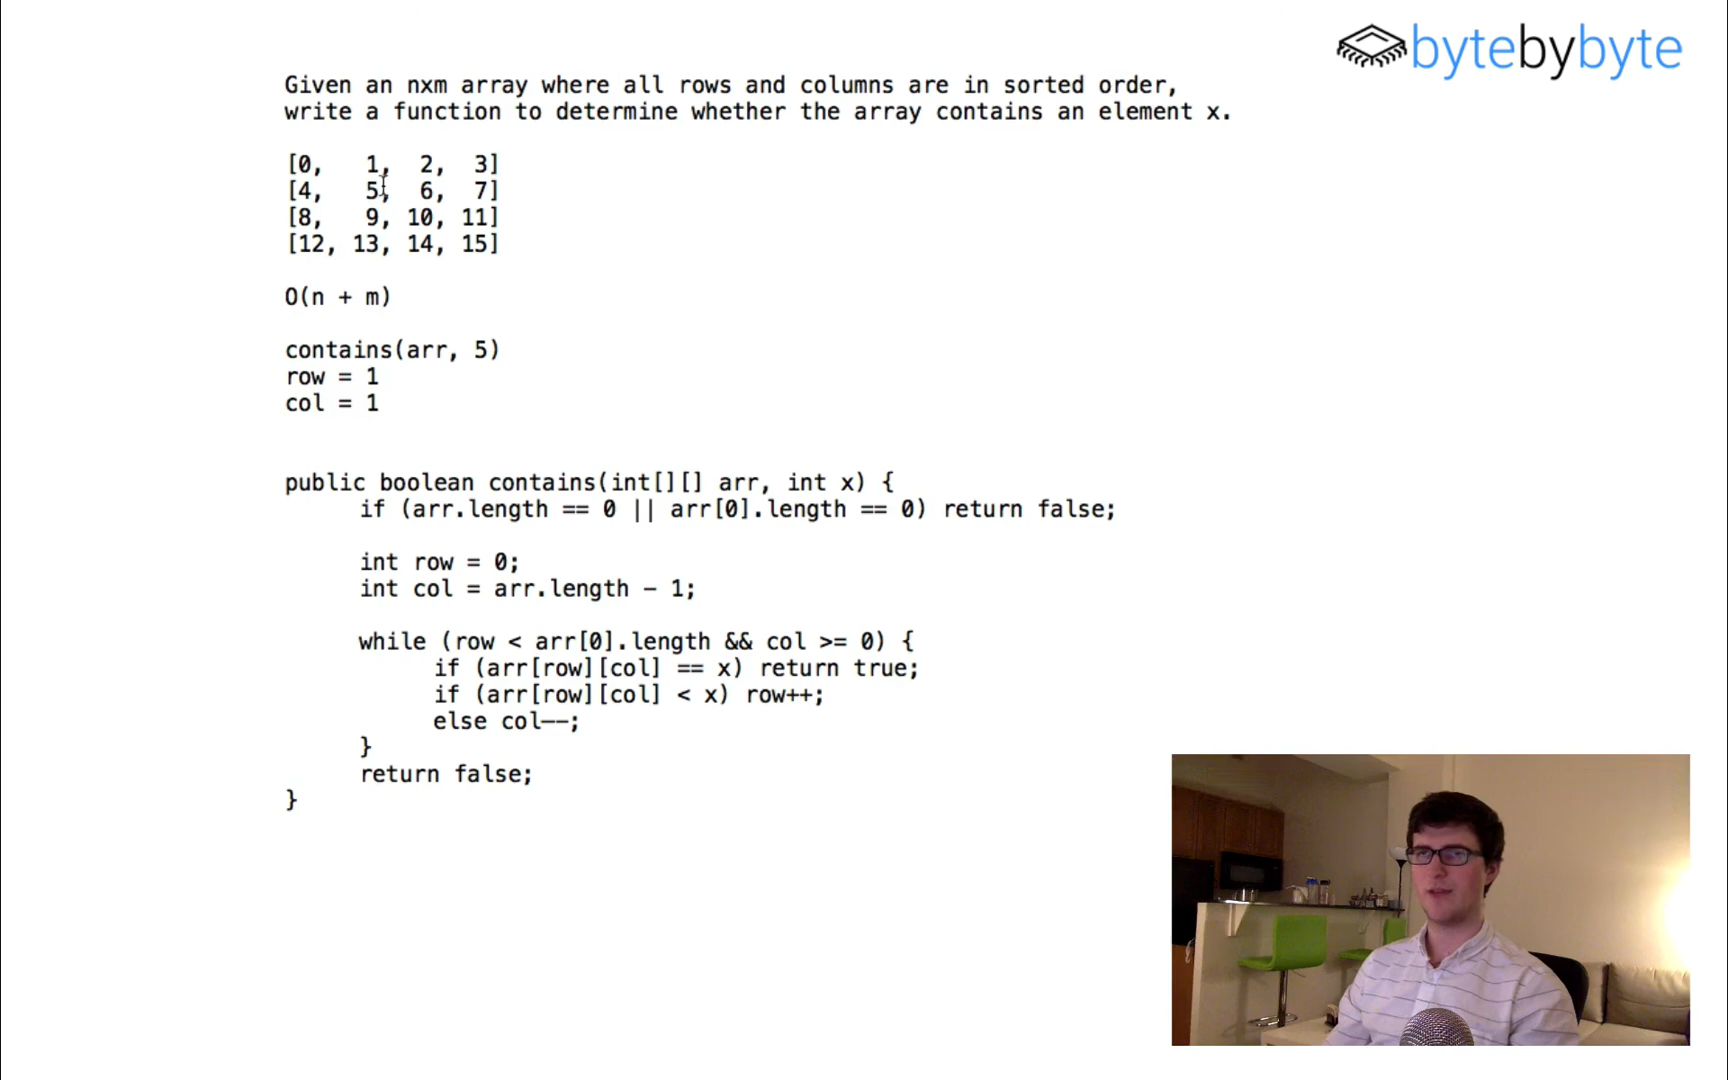 bytebybyte
Given an nxm array where all rows and columns are in sorted order,
write a function to determine whether the array contains an element x.
[0, 1, 2, 3]
[4, 5, 6, 7]
[8, 9, 10, 11]
[12, 13, 14, 15]
O(n + m)
contains(arr, 5)
row = 1
col = 1
public boolean contains(int[][] arr, int x) {
if (arr.length == 0 || arr[0].length == 0) return false;
int row = 0;
int col = arr.length - 1;
while (row < arr[0].length && col >= 0) {
if (arr[row][col] == x) return true;
if (arr[row][col] < x) row++;
else col--;
}
return false;
}